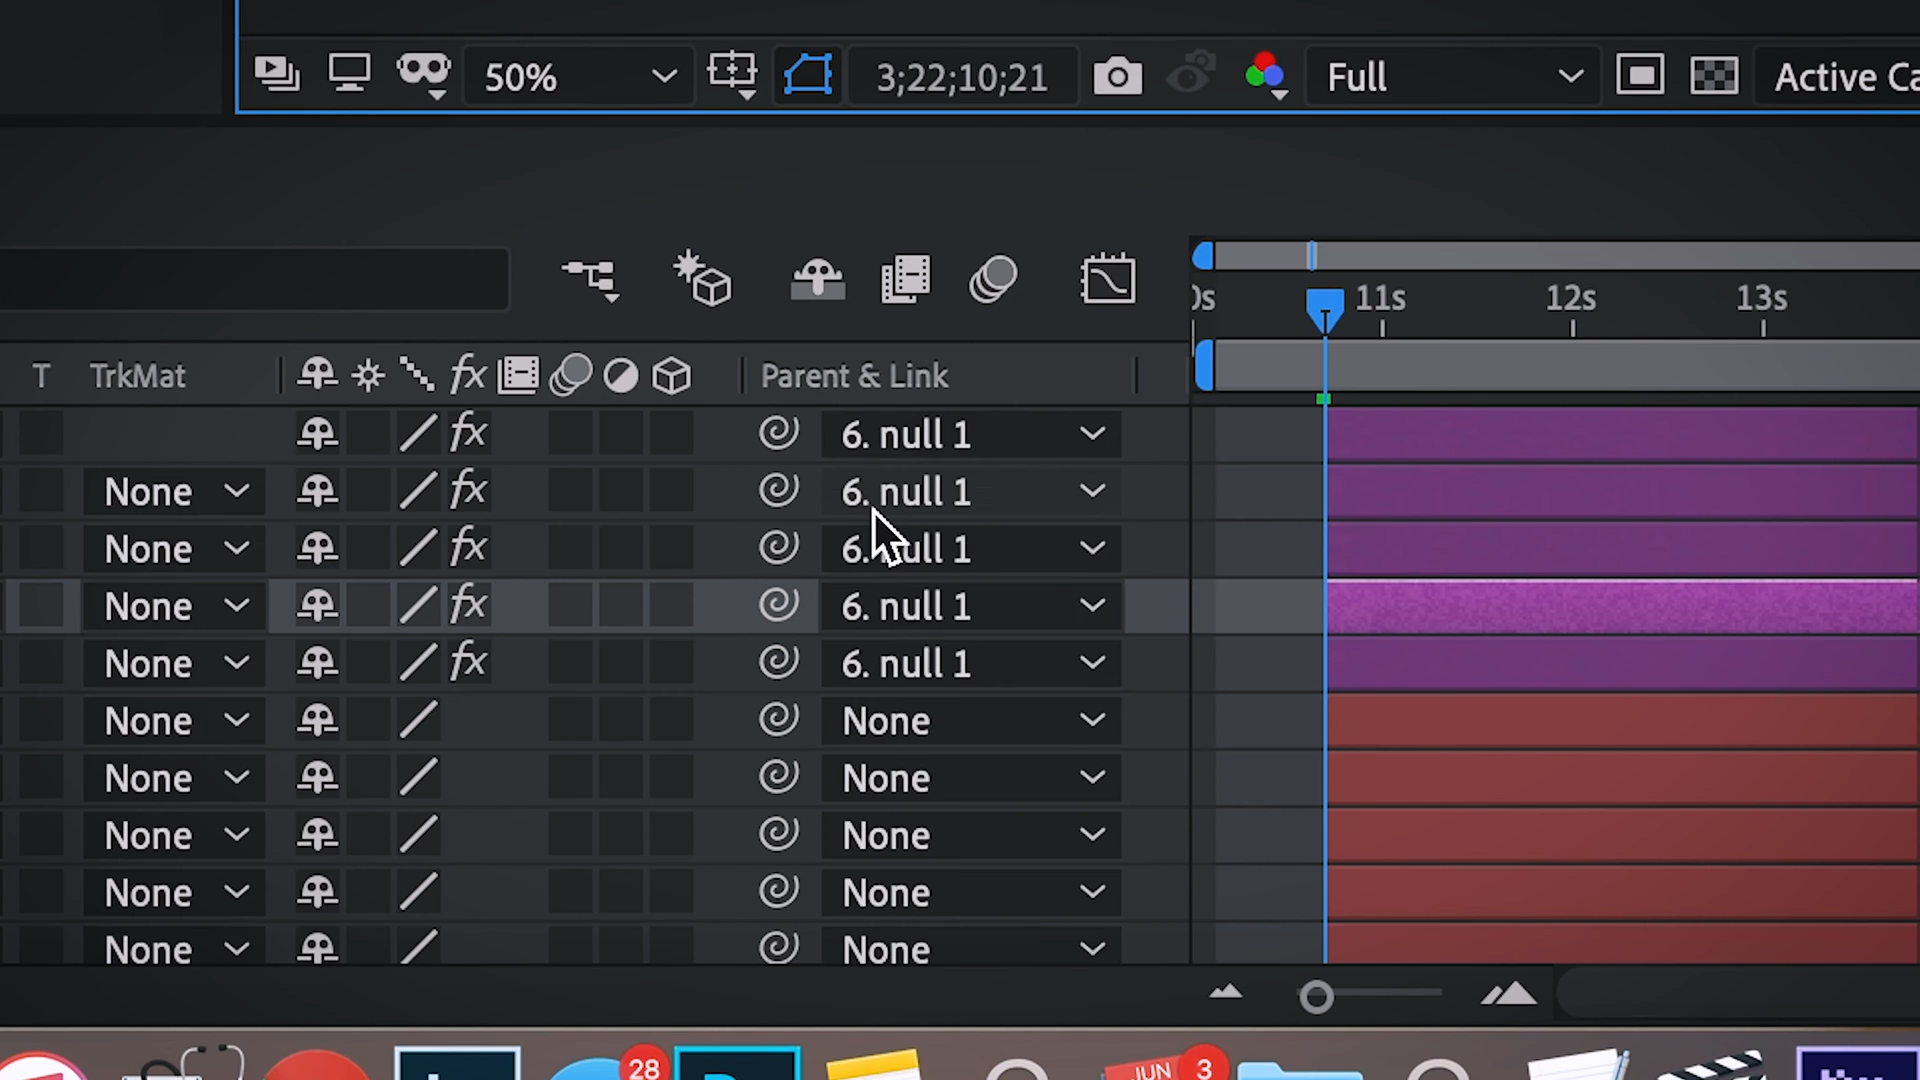 50% 3;22;10;21 Full Active Ca
0s 11s 12s 13s
T TrkMat fx Parent & Link
fx 6. null 1
None fx 6. null 1
None fx 6. null 1
None fx 6. null 1
None fx 6. null 1
None None
None None
None None
None None
None None
28 JUN 3